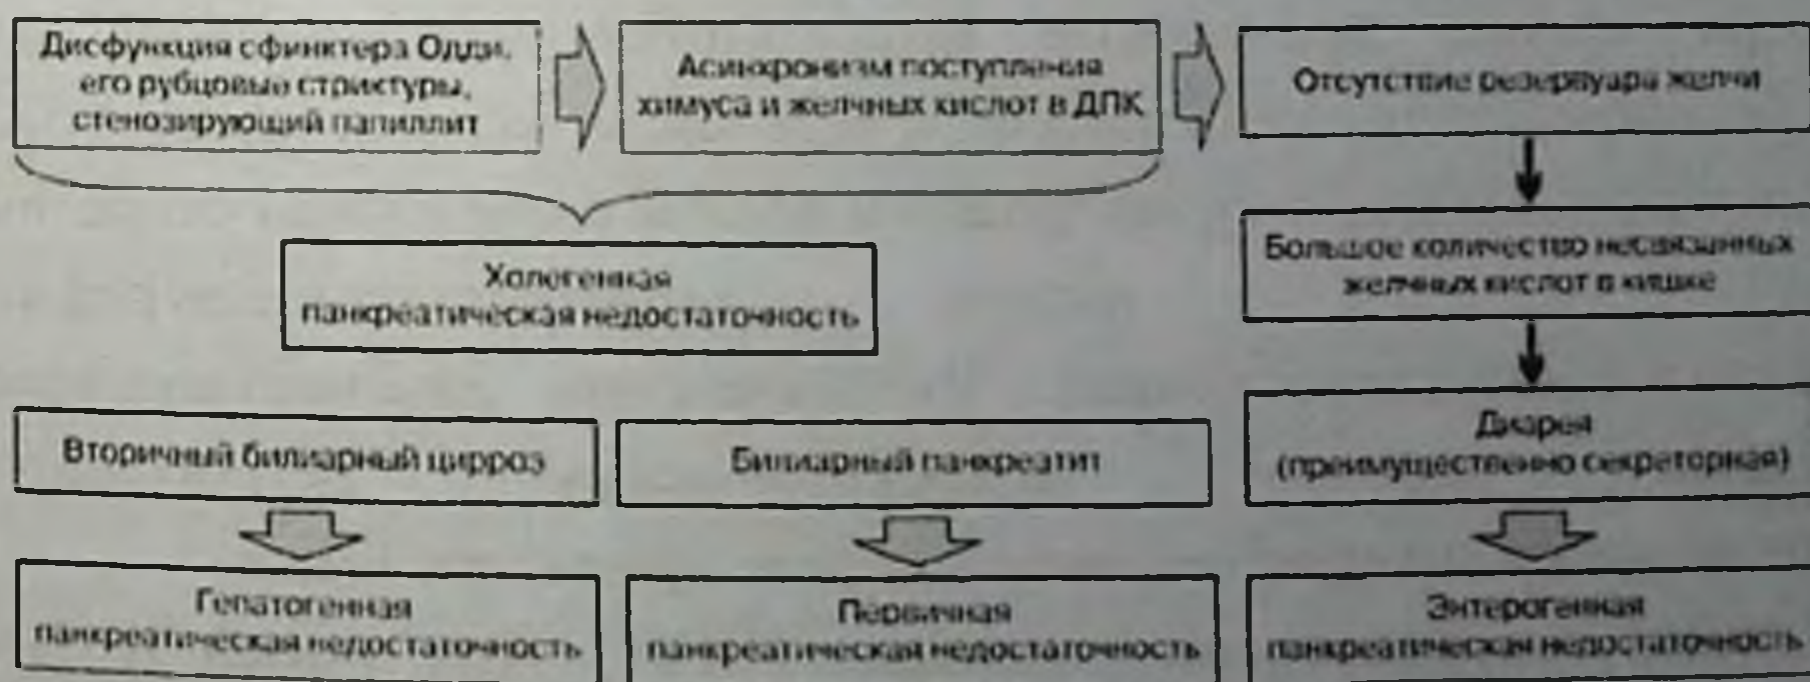 Дисфункция сфинктера Одди,
его рубцовые стриктуры,
стенозирующий папиллит
Асинхронизм поступления
химуса и желчных кислот в ДПК
Отсутствие резервуара желчи
Большое количество несвязанных
желчных кислот в кишке
Диарея
(преимущественно секреторная)
Хологенная
панкреатическая недостаточность
Вторичный билиарный цирроз
Билиарный панкреатит
Гепатогенная
панкреатическая недостаточность
Первичная
панкреатическая недостаточность
Энтерогенная
панкреатическая недостаточность